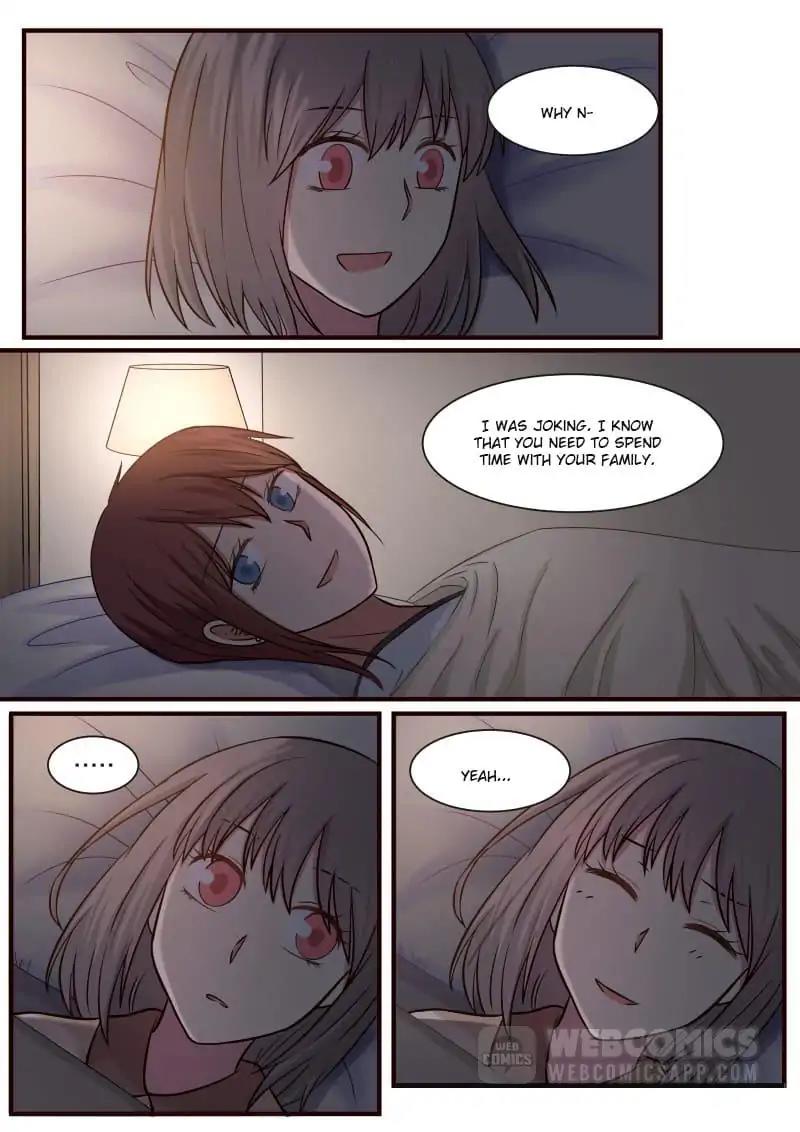 WHY N-
I WAS JOKING. I KNOW
THAT YOU NEED TO SPEND
TIME WITH YOUR FAMILY.
.....
YEAH...
WEB
COMICS
WEBCOMICS
WEBCOMICSAPP.COM